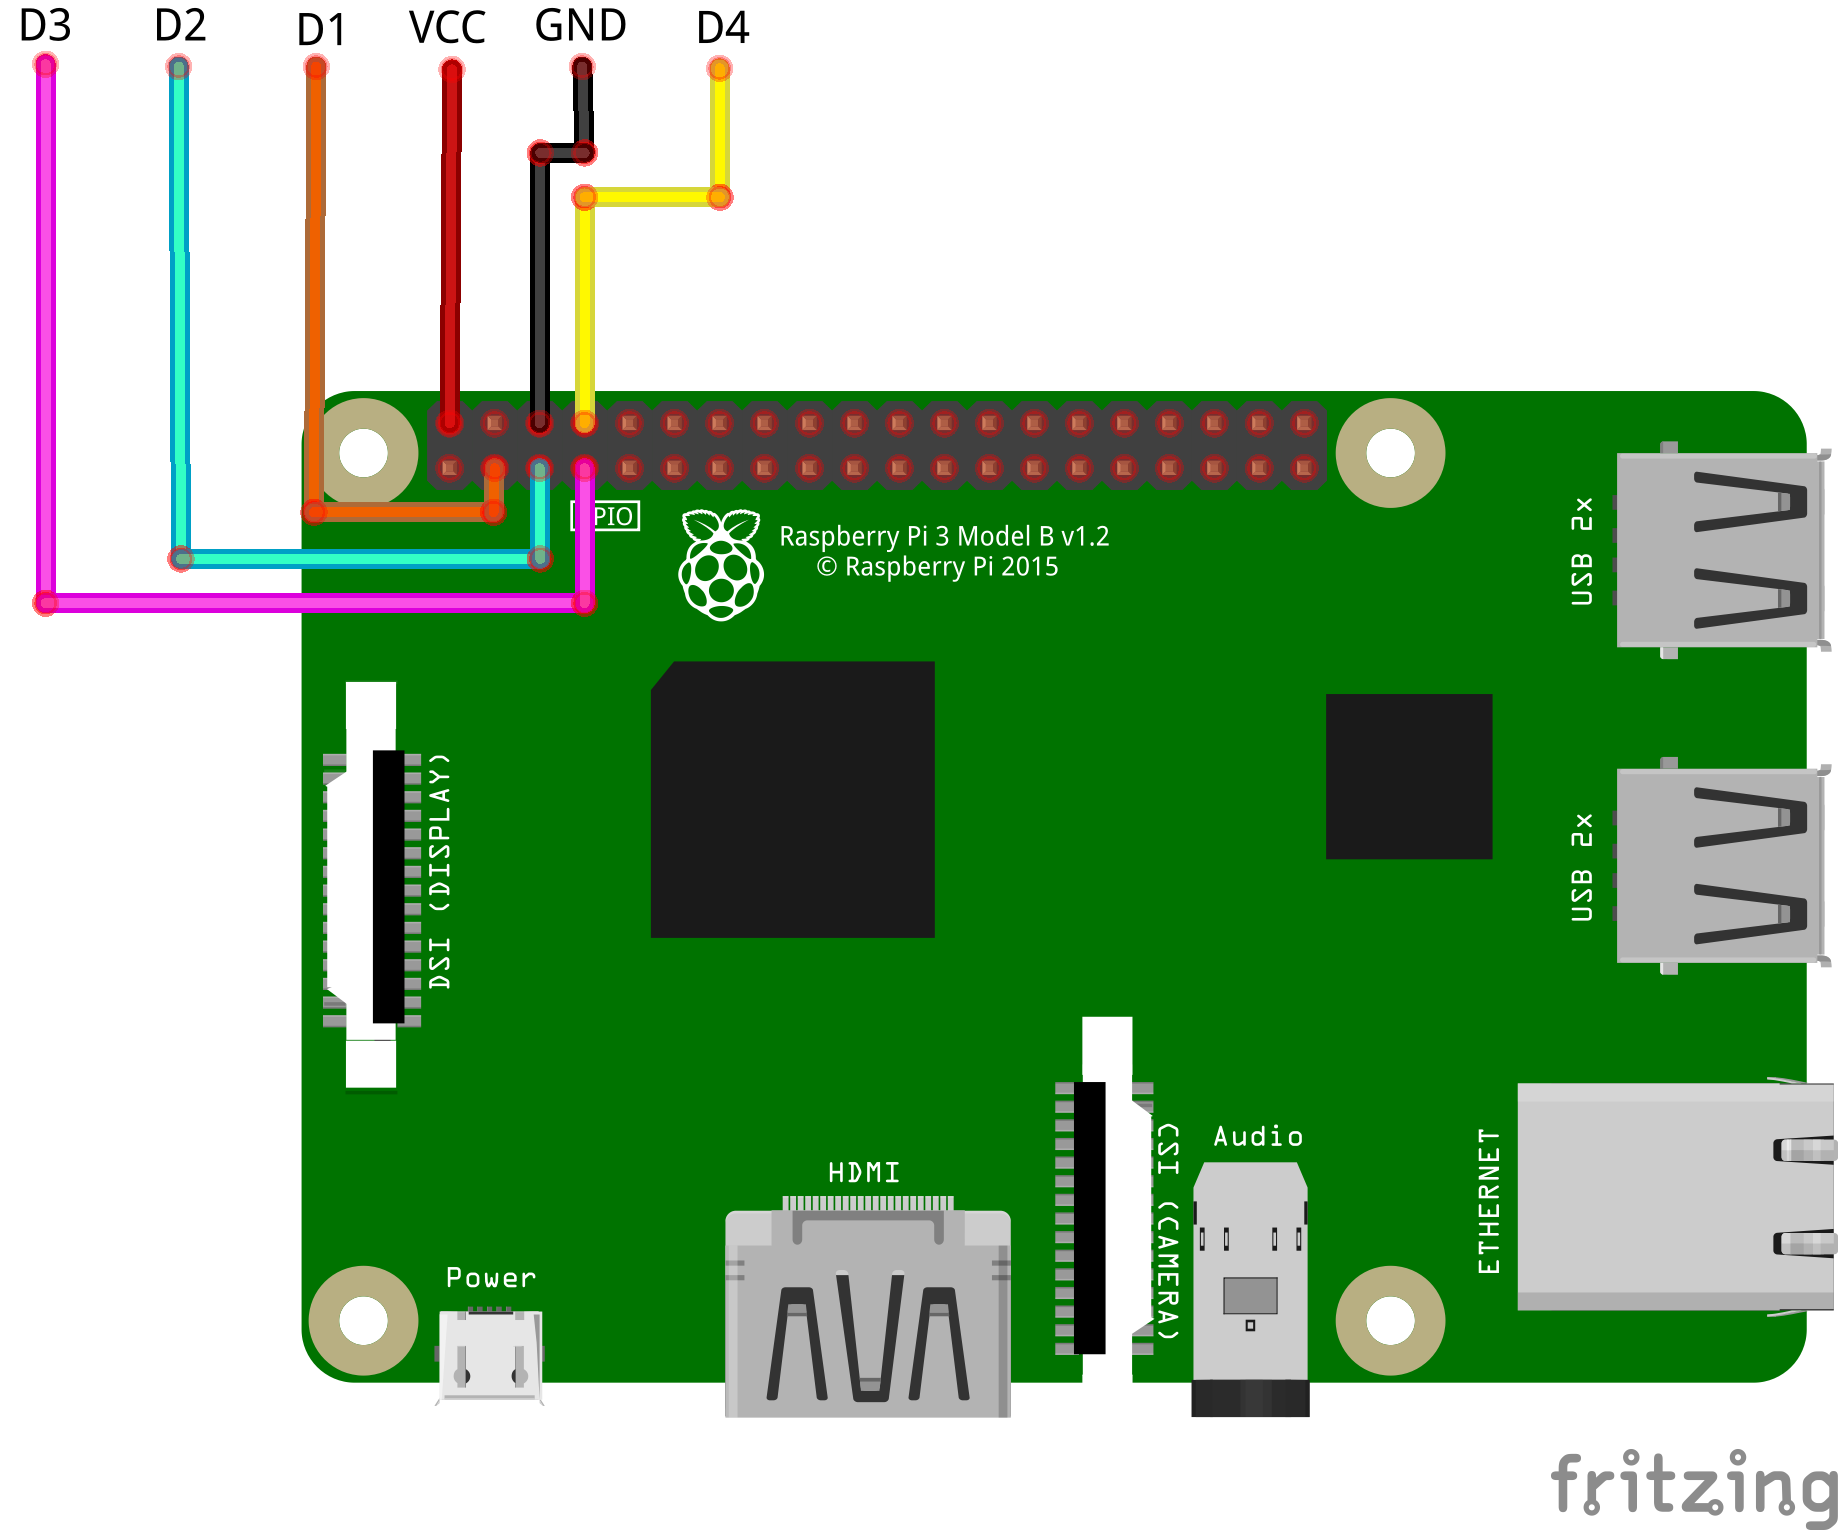 D3 D2 D1 VCC GND D4
PIO
Raspberry Pi 3 Model B v1.2
© Raspberry Pi 2015
USB 2x
DSI (DISPLAY)
USB 2x
HDMI
CSI (CAMERA)
Audio
ETHERNET
Power
fritzing